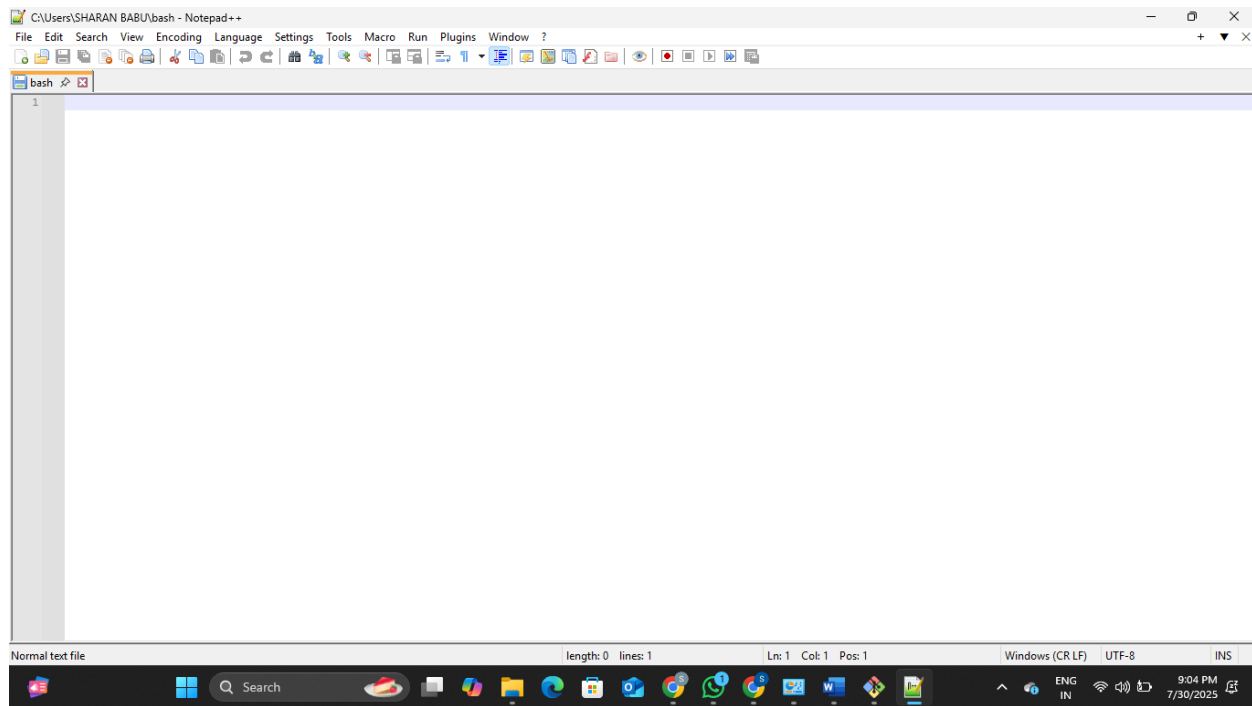 C:\Users\SHARAN BABU\bash - Notepad++
File Edit Search View Encoding Language Settings Tools Macro Run Plugins Window ?
bash
1
Normal text file length: 0 lines: 1 Ln: 1 Col: 1 Pos: 1 Windows (CR LF) UTF-8 INS
Search 1 ENG 9:04 PM
IN 7/30/2025